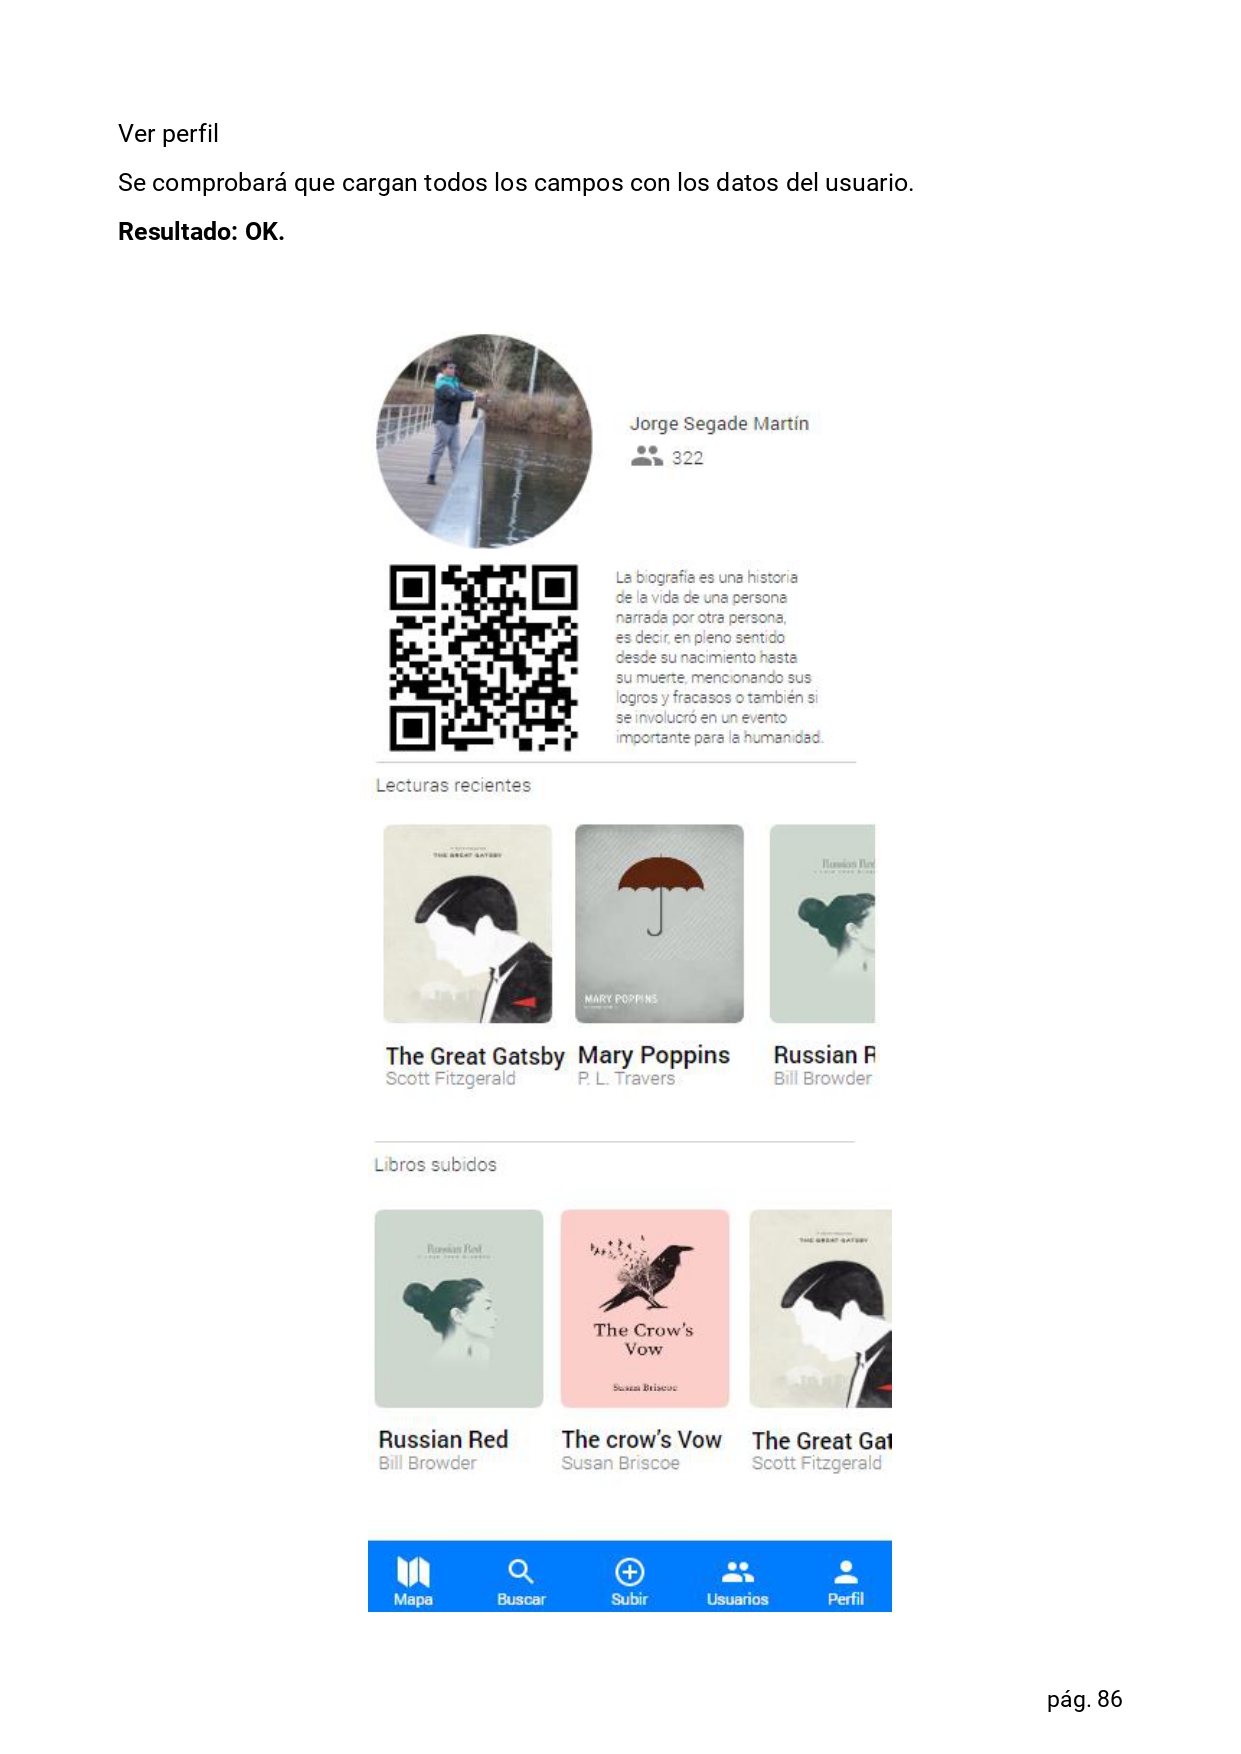 Ver perfil
Se comprobará que cargan todos los campos con los datos del usuario.
Resultado: OK.
Jorge Segade Martín
322
La biografía es una historia
de la vida de una persona
narrada por otra persona,
es decir, en pleno sentido
desde su nacimiento hasta
su muerte, mencionando sus
logros y fracasos o también si
se involucró en un evento
importante para la humanidad.
Lecturas recientes
THE GREAT GATSBY
MARY POPPINS
Russian Red
The Great Gatsby
Scott Fitzgerald
Mary Poppins
P. L. Travers
Russian R
Bill Browder
Libros subidos
Russian Red
The Crow's
Vow
Susan Briscoe
THE GREAT GATSBY
Russian Red
Bill Browder
The crow's Vow
Susan Briscoe
The Great Gat
Scott Fitzgerald
Mapa
Buscar
Subir
Usuarios
Perfil
pág. 86